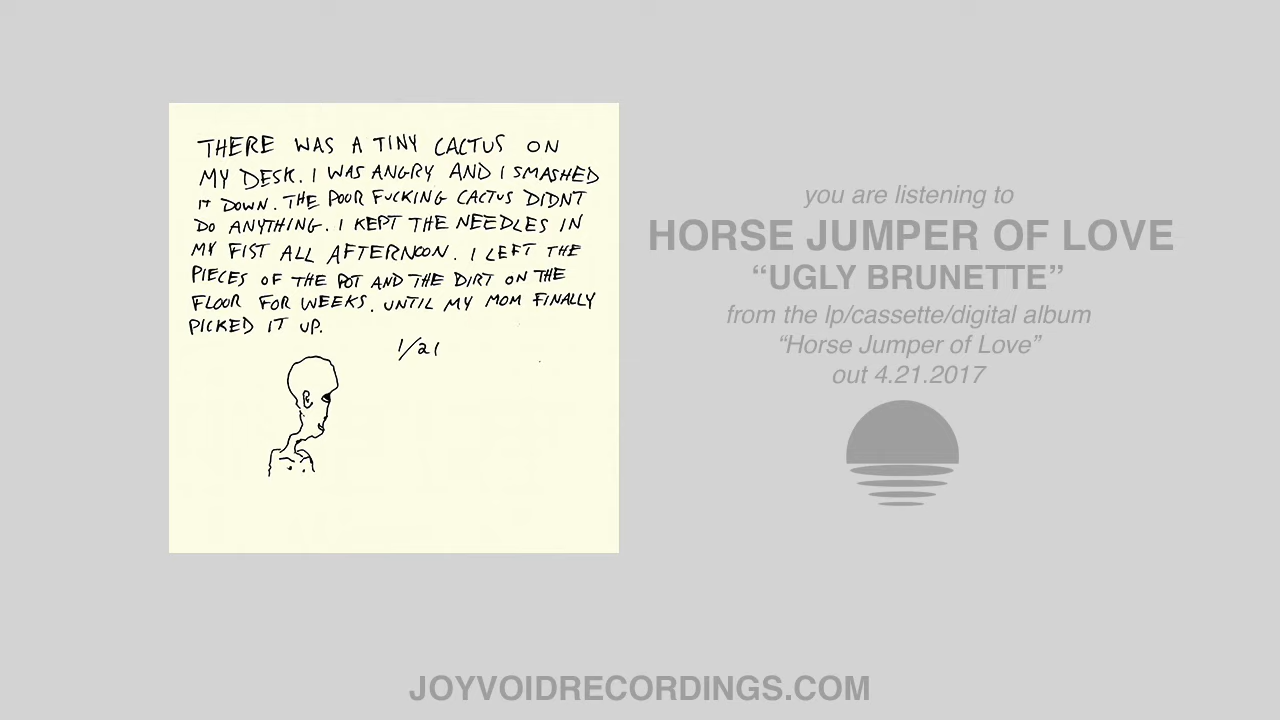 THERE WAS A TINY CACTUS ON
MY DESK. I WAS ANGRY AND I SMASHED
IT DOWN. THE POOR FUCKING CACTUS DIDNT
DO ANYTHING. I KEPT THE NEEDLES IN
MY FIST ALL AFTERNOON. I LEFT THE
PIECES OF THE POT AND THE DIRT ON THE
FLOOR FOR WEEKS. UNTIL MY MOM FINALLY
PICKED IT UP.
1/21
you are listening to
HORSE JUMPER OF LOVE
“UGLY BRUNETTE”
from the lp/cassette/digital album
“Horse Jumper of Love”
out 4.21.2017
JOYVOIDRECORDINGS.COM